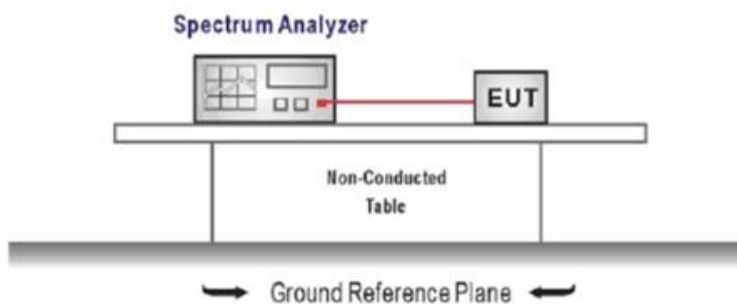 Spectrum Analyzer
EUT
Non-Conducted
Table
Ground Reference Plane